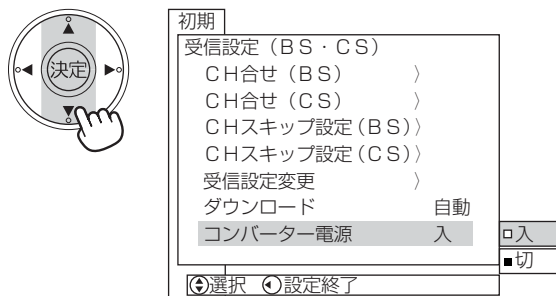 決定
初期
受信設定（ＢＳ・ＣＳ）
ＣＨ合せ（ＢＳ） 〉
ＣＨ合せ（ＣＳ） 〉
ＣＨスキップ設定（ＢＳ）〉
ＣＨスキップ設定（ＣＳ）〉
受信設定変更 〉
ダウンロード 自動
コンバーター電源 入
入
切
選択 設定終了